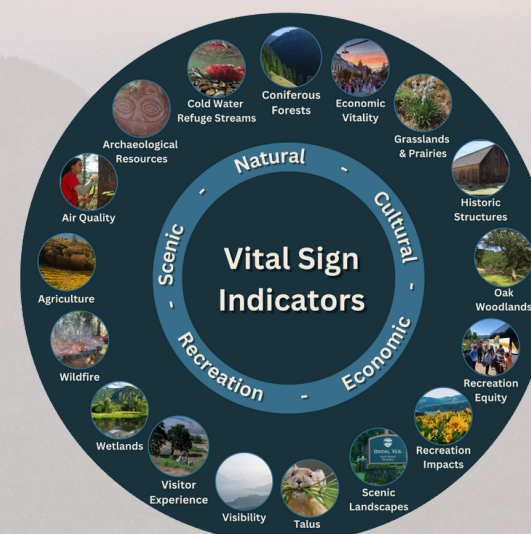 Vital Sign
Indicators
Natural - Cultural - Economic - Recreation - Scenic -
Coniferous
Forests
Economic
Vitality
Grasslands
& Prairies
Historic
Structures
Oak
Woodlands
Recreation
Equity
Recreation
Impacts
Scenic
Landscapes
BRIDAL VEIL
Talus
Visibility
Visitor
Experience
Wetlands
Wildfire
Agriculture
Air Quality
Archaeological
Resources
Cold Water
Refuge Streams